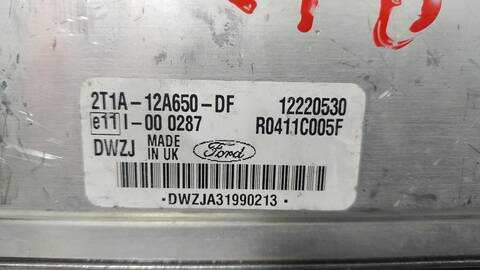 2T1A-12A650-DF 12220530
e11 I-00 0287 R0411C005F
DWZJ MADE IN UK Ford
·DWZJA31990213·